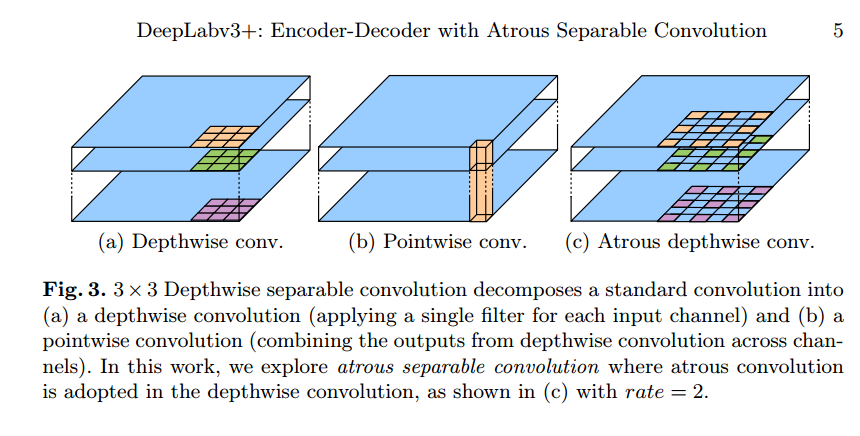 DeepLabv3+: Encoder-Decoder with Atrous Separable Convolution 5
(a) Depthwise conv. (b) Pointwise conv. (c) Atrous depthwise conv.
Fig. 3. 3 × 3 Depthwise separable convolution decomposes a standard convolution into
(a) a depthwise convolution (applying a single filter for each input channel) and (b) a
pointwise convolution (combining the outputs from depthwise convolution across chan-
nels). In this work, we explore atrous separable convolution where atrous convolution
is adopted in the depthwise convolution, as shown in (c) with rate = 2.